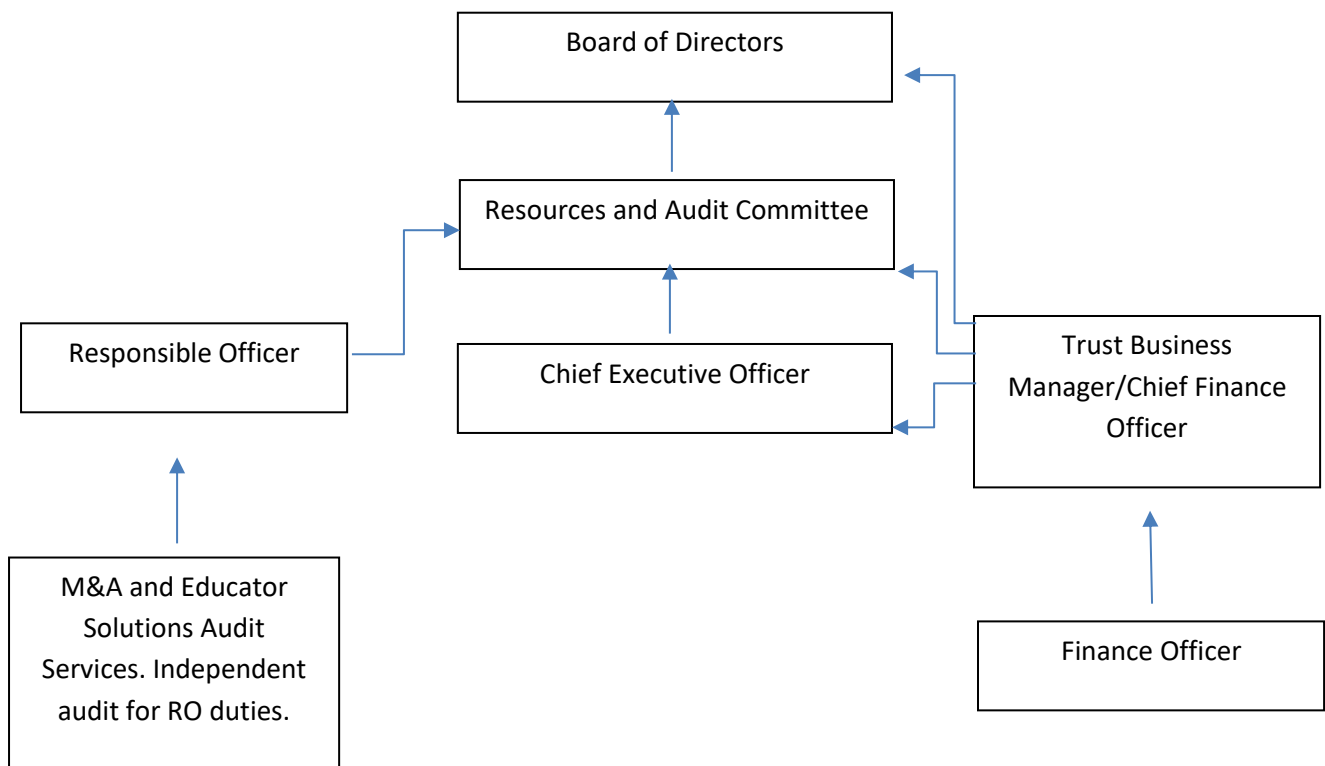 Board of Directors
Resources and Audit Committee
Responsible Officer
Chief Executive Officer
Trust Business
Manager/Chief Finance
Officer
M&A and Educator
Solutions Audit
Services. Independent
audit for RO duties.
Finance Officer